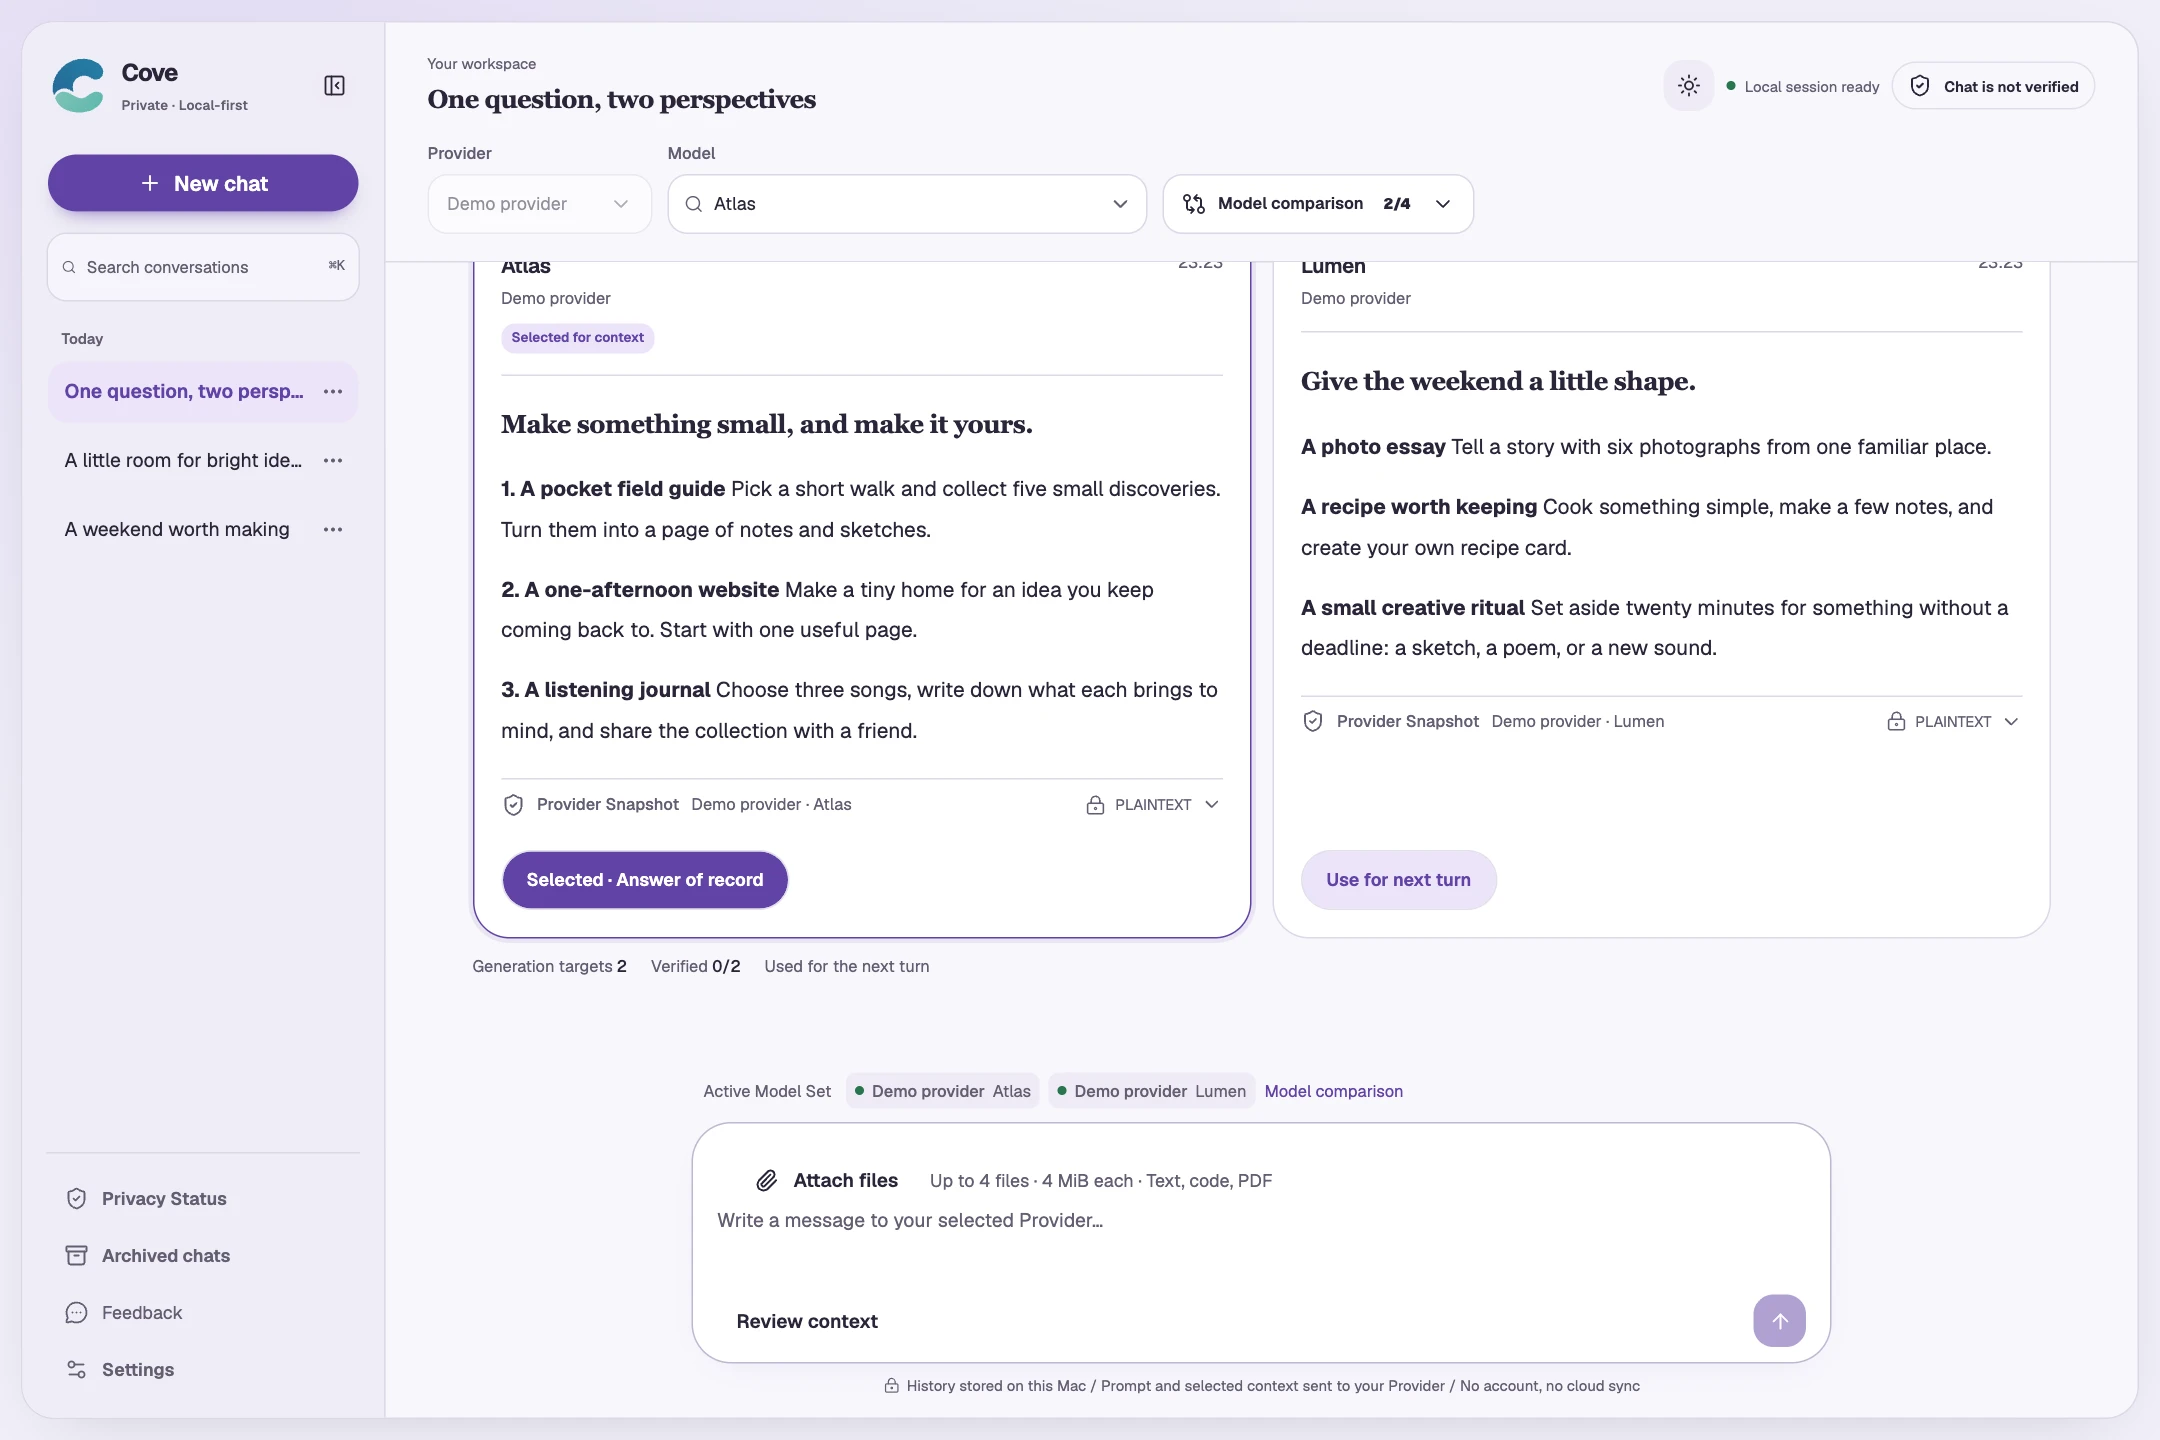 Cove
Private · Local-first
New chat
Search conversations
⌘K
Today
One question, two persp...
A little room for bright ide...
A weekend worth making
Privacy Status
Archived chats
Feedback
Settings
Your workspace
One question, two perspectives
Local session ready
Chat is not verified
Provider
Model
Demo provider
Atlas
Model comparison 2/4
Atlas
23:23
Demo provider
Selected for context
Make something small, and make it yours.
1. A pocket field guide Pick a short walk and collect five small discoveries.
Turn them into a page of notes and sketches.
2. A one-afternoon website Make a tiny home for an idea you keep
coming back to. Start with one useful page.
3. A listening journal Choose three songs, write down what each brings to
mind, and share the collection with a friend.
Provider Snapshot Demo provider · Atlas
PLAINTEXT
Selected · Answer of record
Lumen
23:23
Demo provider
Give the weekend a little shape.
A photo essay Tell a story with six photographs from one familiar place.
A recipe worth keeping Cook something simple, make a few notes, and
create your own recipe card.
A small creative ritual Set aside twenty minutes for something without a
deadline: a sketch, a poem, or a new sound.
Provider Snapshot Demo provider · Lumen
PLAINTEXT
Use for next turn
Generation targets 2 Verified 0/2 Used for the next turn
Active Model Set Demo provider Atlas Demo provider Lumen Model comparison
Attach files Up to 4 files · 4 MiB each · Text, code, PDF
Write a message to your selected Provider...
Review context
History stored on this Mac / Prompt and selected context sent to your Provider / No account, no cloud sync